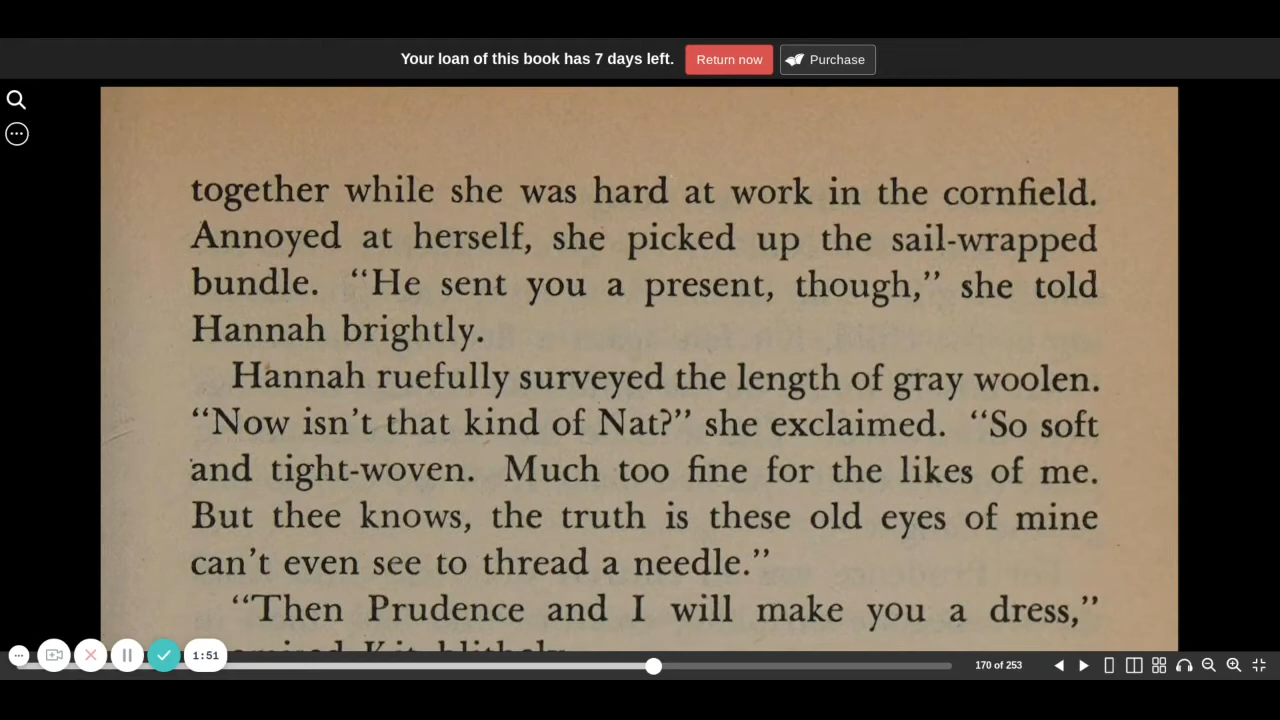 Your loan of this book has 7 days left. Return now Purchase
together while she was hard at work in the cornfield.
Annoyed at herself, she picked up the sail-wrapped
bundle. “He sent you a present, though,” she told
Hannah brightly.
Hannah ruefully surveyed the length of gray woolen.
“Now isn’t that kind of Nat?” she exclaimed. “So soft
and tight-woven. Much too fine for the likes of me.
But thee knows, the truth is these old eyes of mine
can’t even see to thread a needle.”
“Then Prudence and I will make you a dress,”
Kit blithely
1:51
170 of 253